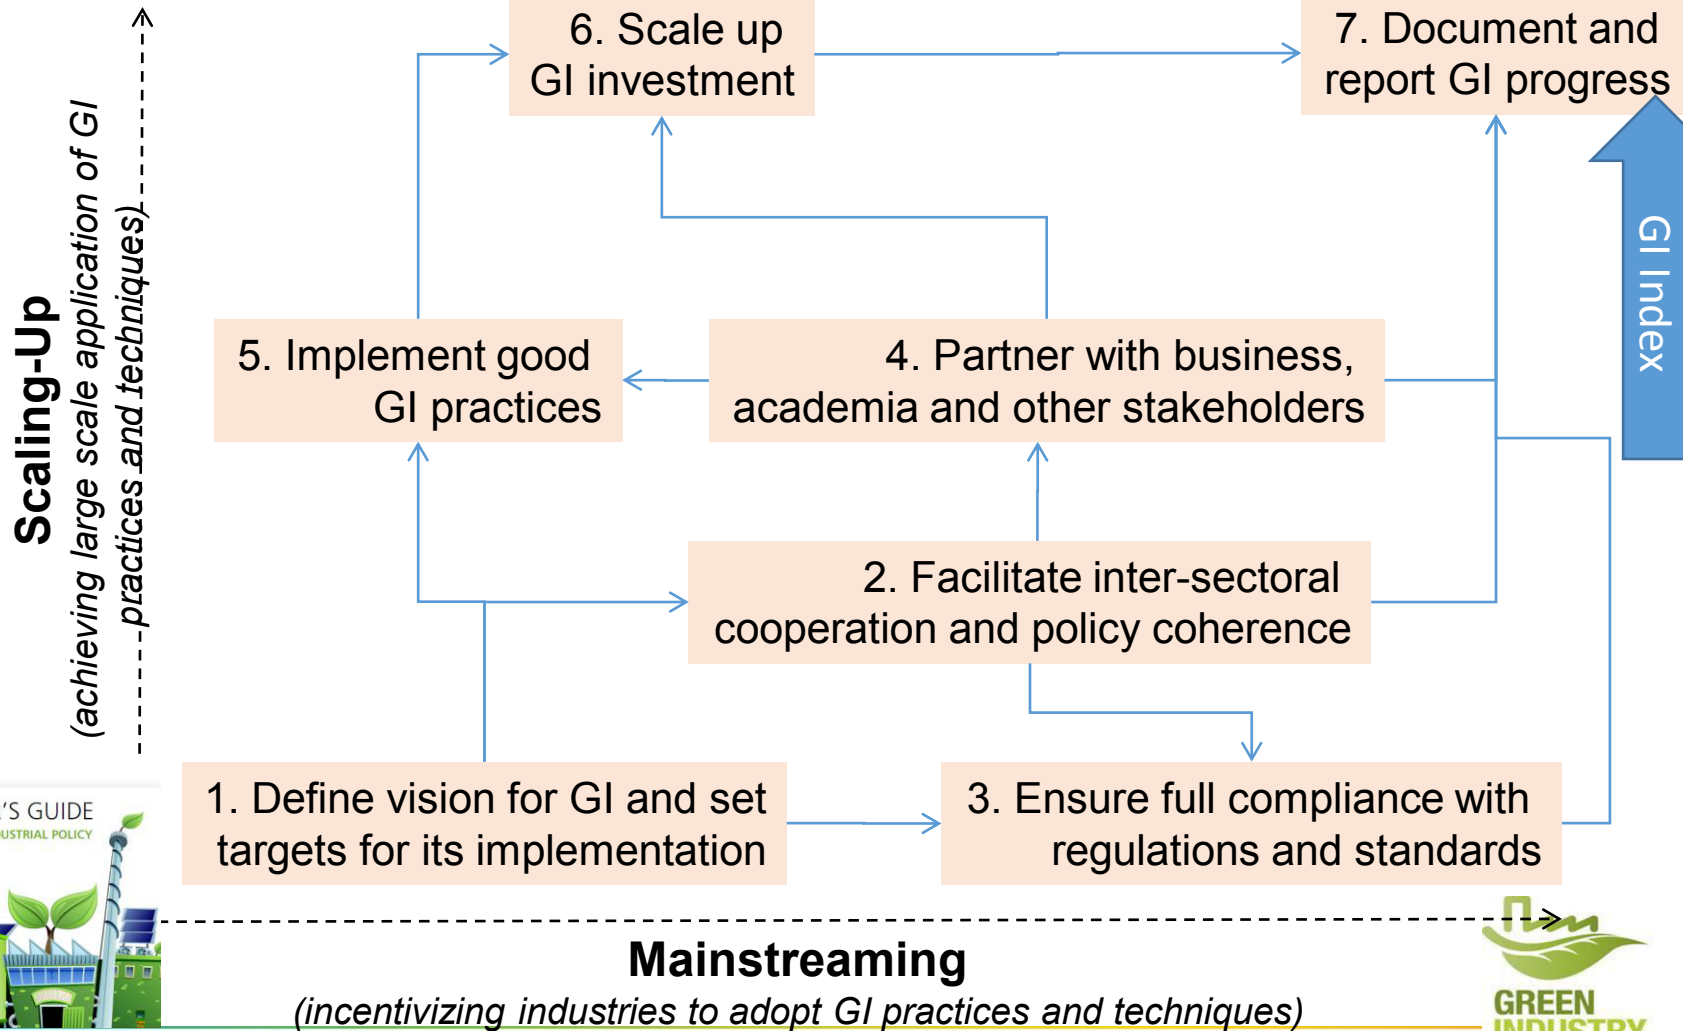 6. Scale up
GI investment
7. Document and
report GI progress
GI Index
Scaling-Up
(achieving large scale application of GI
practices and techniques)
5. Implement good
GI practices
4. Partner with business,
academia and other stakeholders
2. Facilitate inter-sectoral
cooperation and policy coherence
1. Define vision for GI and set
targets for its implementation
3. Ensure full compliance with
regulations and standards
'S GUIDE
POLICY
Mainstreaming
(incentivizing industries to adopt GI practices and techniques)
GREEN
INDUSTRY